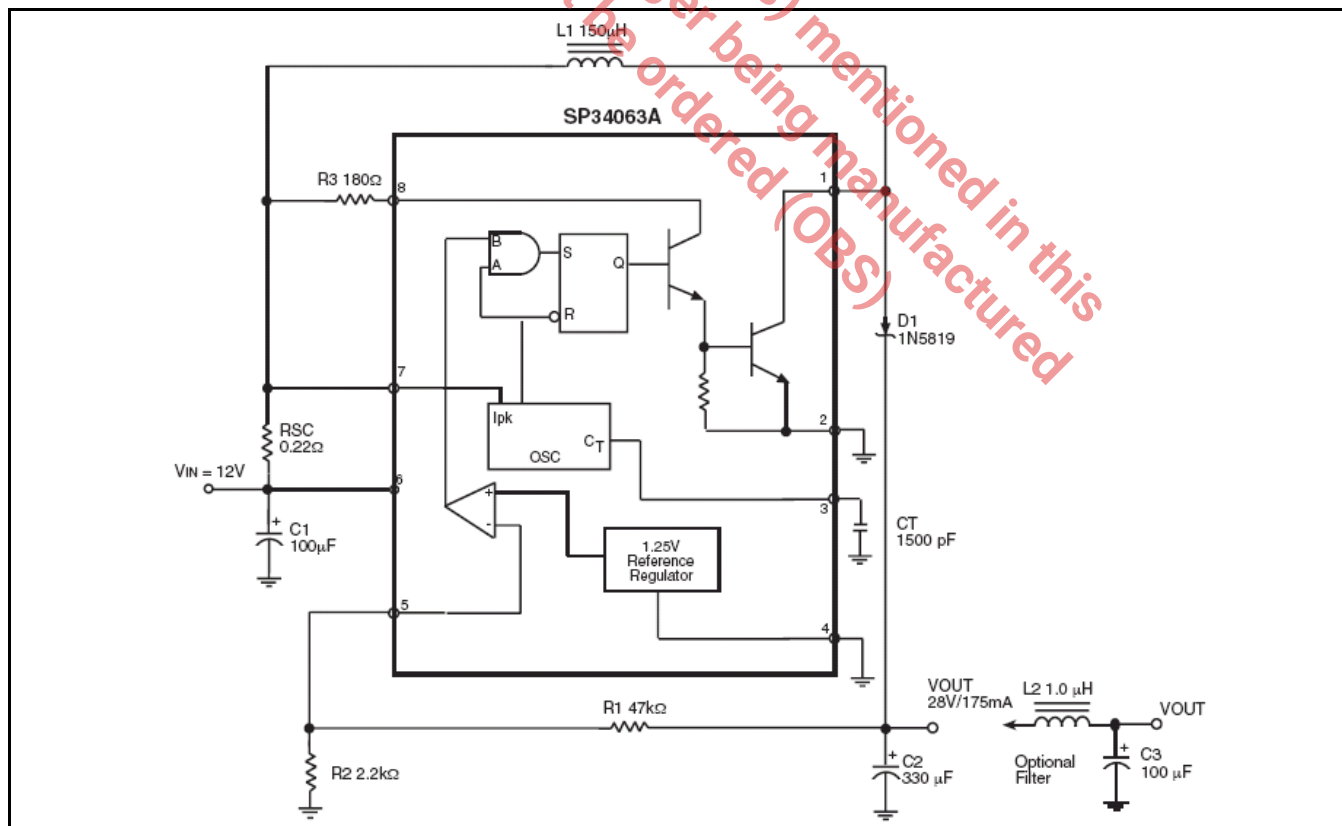 S) mentioned in this
per being manufactured
t be ordered (OBS)
L1 150μH
SP34063A
R3 180Ω
8
1
B
A
S
Q
R
D1
1N5819
7
Ipk
CT
OSC
2
RSC
0.22Ω
VIN = 12V
6
+
C1
100μF
+
-
1.25V
Reference
Regulator
3
CT
1500 pF
5
4
VOUT
28V/175mA
L2 1.0 μH
VOUT
R1 47kΩ
R2 2.2kΩ
+
C2
330 μF
Optional
Filter
+
C3
100 μF